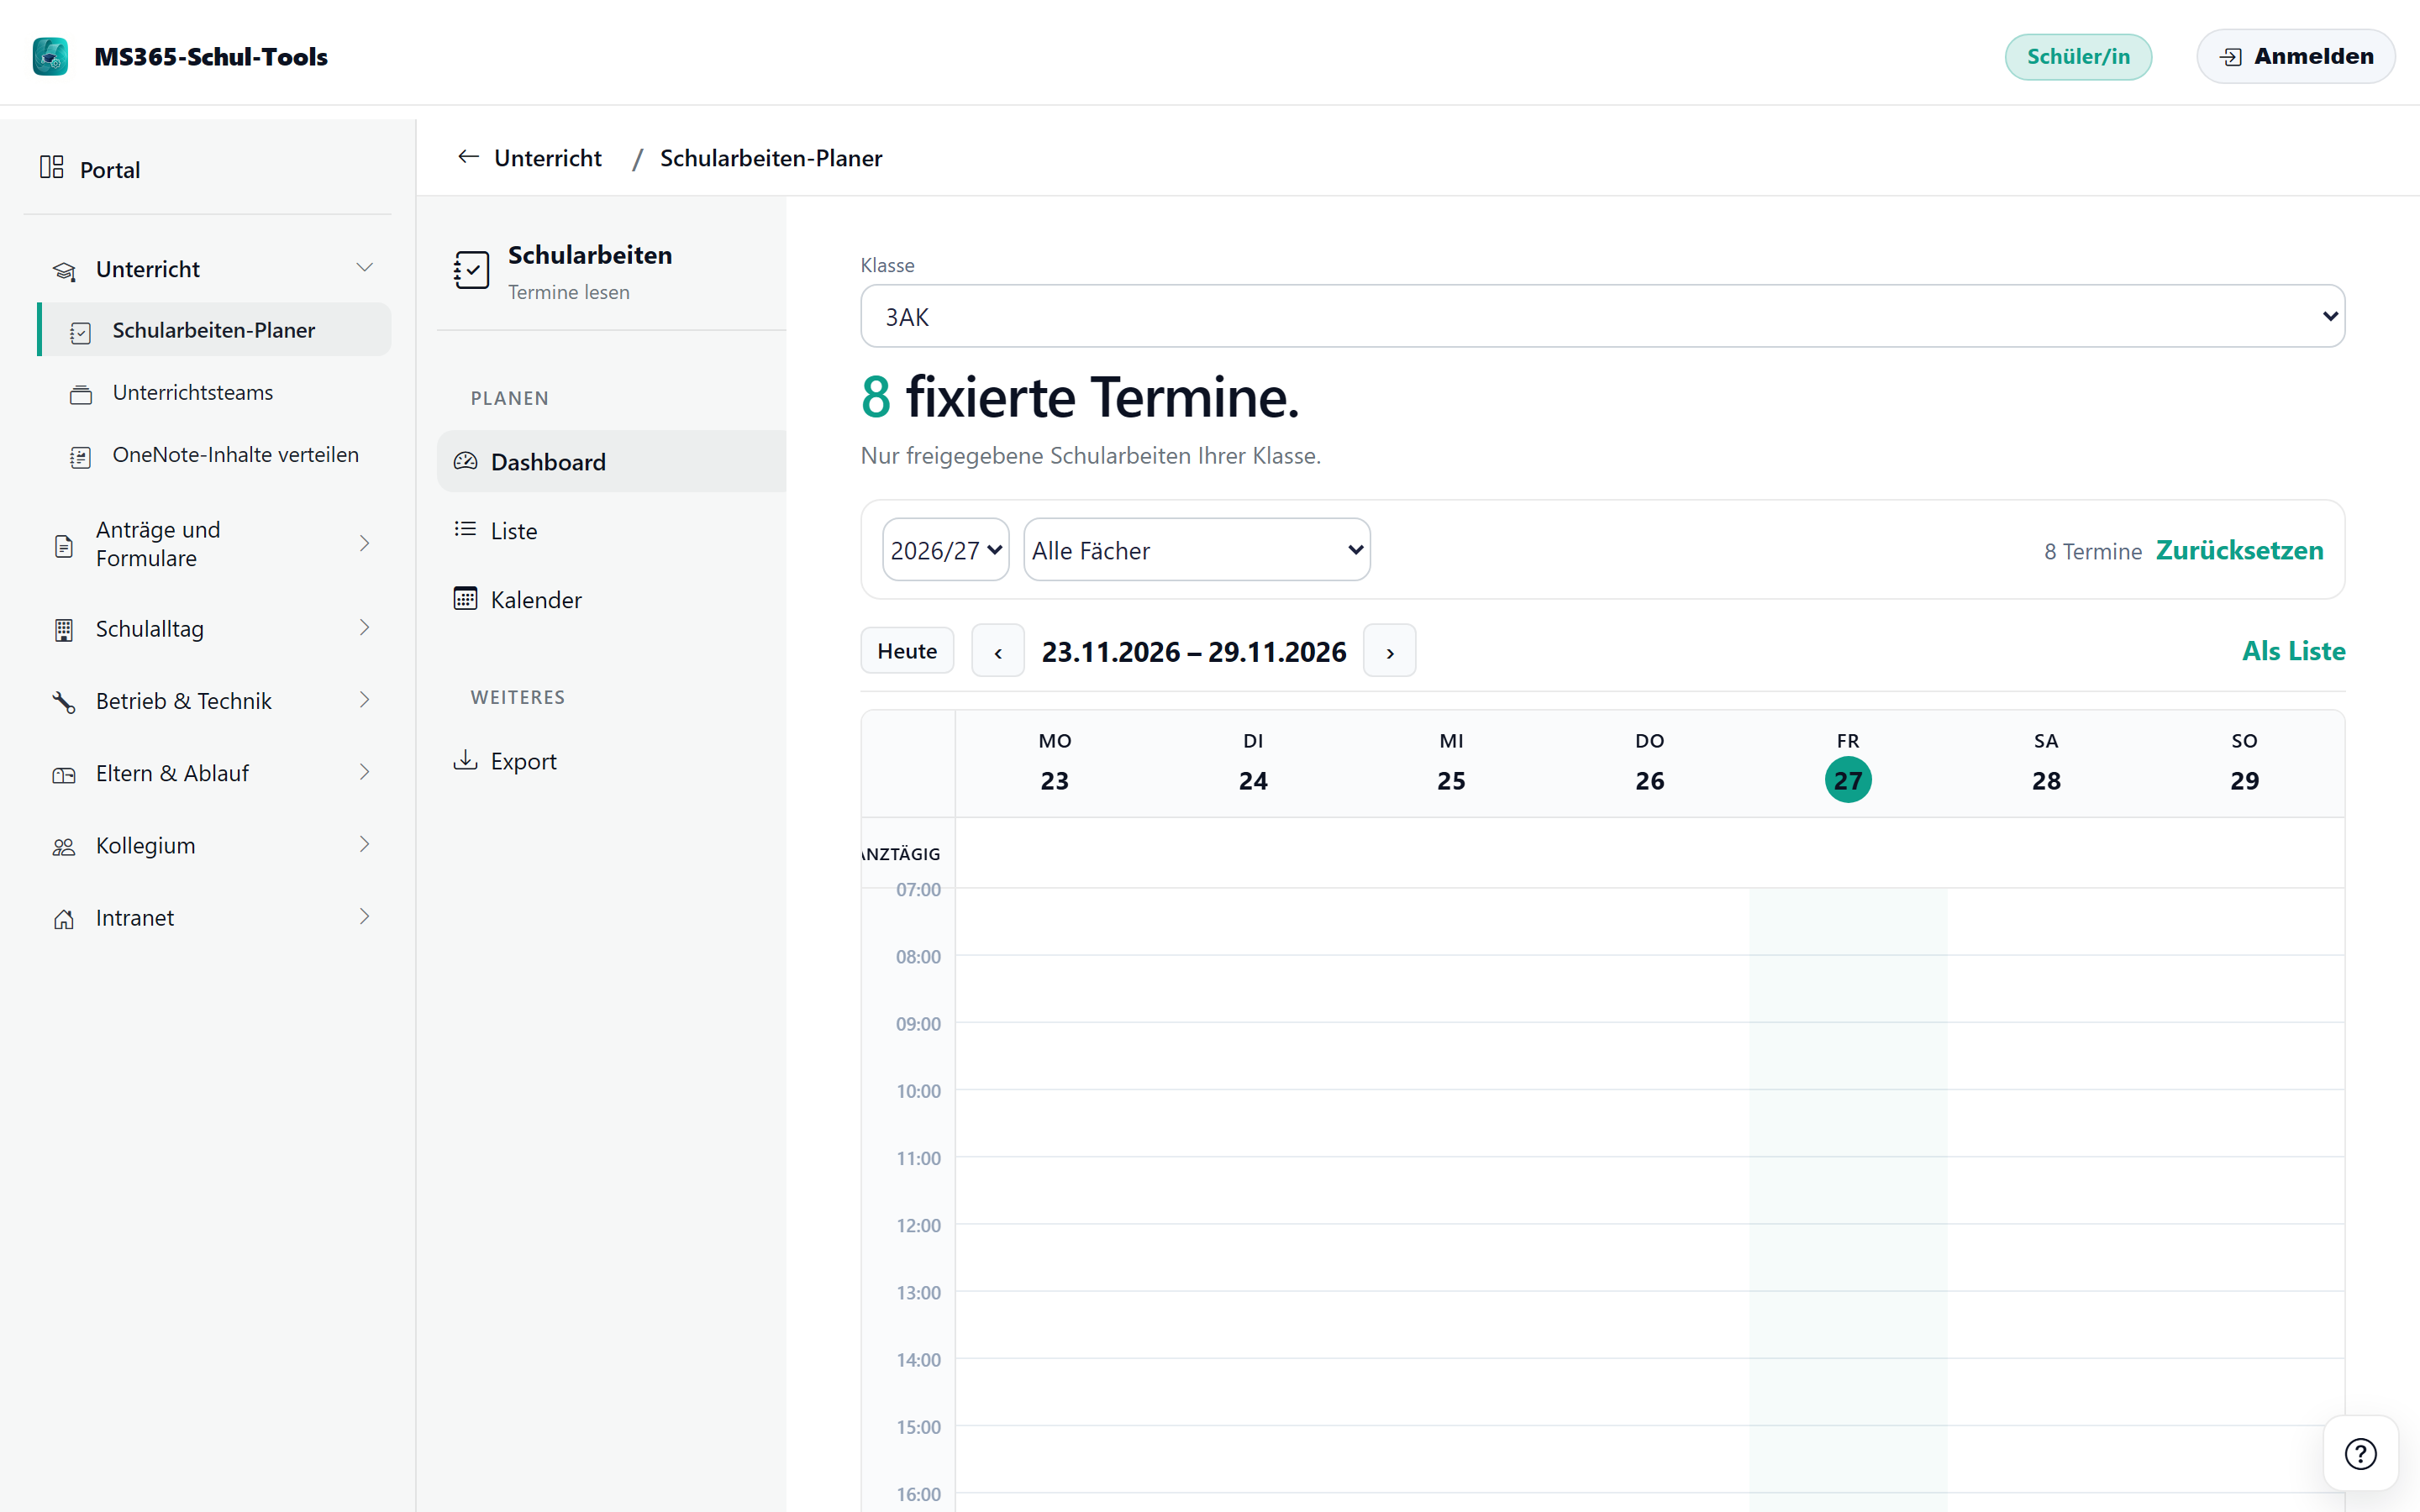 MS365-Schul-Tools
Schüler/in
Anmelden
Portal
Unterricht
Schularbeiten-Planer
Unterrichtsteams
OneNote-Inhalte verteilen
Anträge und
Formulare
Schulalltag
Betrieb & Technik
Eltern & Ablauf
Kollegium
Intranet
Unterricht / Schularbeiten-Planer
Schularbeiten
Termine lesen
PLANEN
Dashboard
Liste
Kalender
WEITERES
Export
Klasse
3AK
8 fixierte Termine.
Nur freigegebene Schularbeiten Ihrer Klasse.
2026/27 Alle Fächer 8 Termine Zurücksetzen
Heute ‹ 23.11.2026 – 29.11.2026 › Als Liste
MO DI MI DO FR SA SO
23 24 25 26 27 28 29
ANZTÄGIG
07:00
08:00
09:00
10:00
11:00
12:00
13:00
14:00
15:00
16:00
?